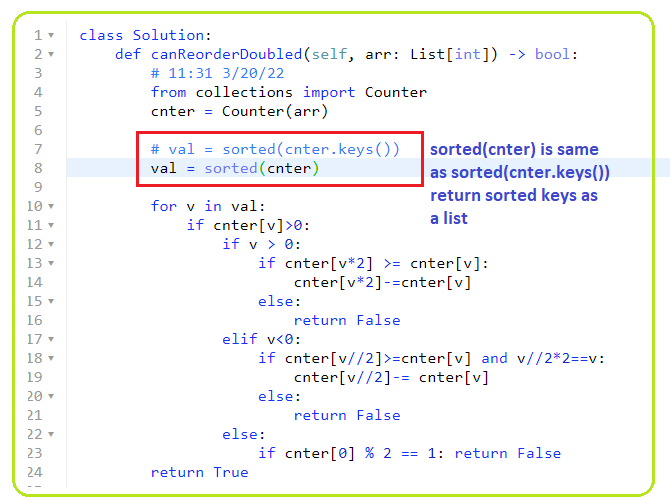 1 class Solution:
2 def canReorderDoubled(self, arr: List[int]) -> bool:
3 # 11:31 3/20/22
4 from collections import Counter
5 cnter = Counter(arr)
6
7 # val = sorted(cnter.keys())
8 val = sorted(cnter)
9
10 for v in val:
11 if cnter[v]>0:
12 if v > 0:
13 if cnter[v*2] >= cnter[v]:
14 cnter[v*2]-=cnter[v]
15 else:
16 return False
17 elif v<0:
18 if cnter[v//2]>=cnter[v] and v//2*2==v:
19 cnter[v//2]-= cnter[v]
20 else:
21 return False
22 else:
23 if cnter[0] % 2 == 1: return False
24 return True
sorted(cnter) is same
as sorted(cnter.keys())
return sorted keys as
a list